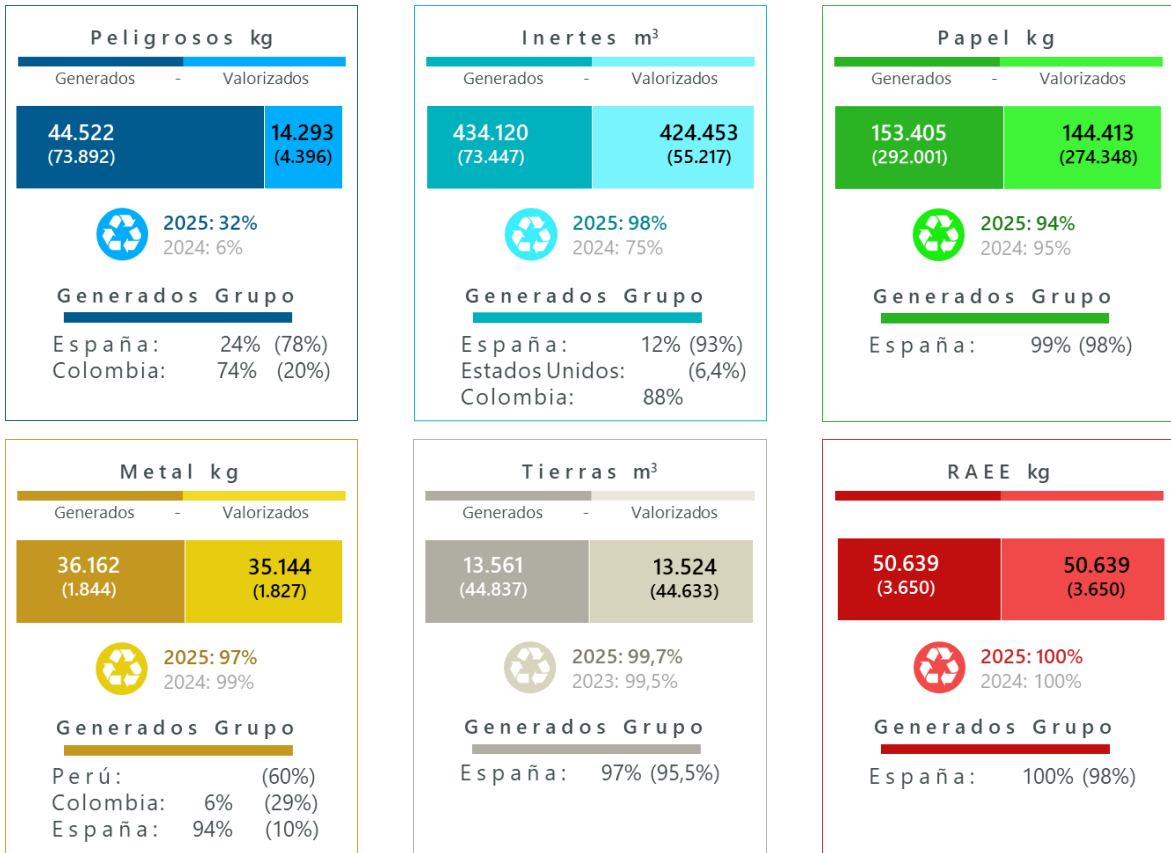 Peligrosos kg
Generados - Valorizados
44.522 14.293
(73.892) (4.396)
2025: 32%
2024: 6%
Generados Grupo
España: 24% (78%)
Colombia: 74% (20%)
Inertes m³
Generados - Valorizados
434.120 424.453
(73.447) (55.217)
2025: 98%
2024: 75%
Generados Grupo
España: 12% (93%)
Estados Unidos: (6,4%)
Colombia: 88%
Papel kg
Generados - Valorizados
153.405 144.413
(292.001) (274.348)
2025: 94%
2024: 95%
Generados Grupo
España: 99% (98%)
Metal kg
Generados - Valorizados
36.162 35.144
(1.844) (1.827)
2025: 97%
2024: 99%
Generados Grupo
Perú: (60%)
Colombia: 6% (29%)
España: 94% (10%)
Tierras m³
Generados - Valorizados
13.561 13.524
(44.837) (44.633)
2025: 99,7%
2023: 99,5%
Generados Grupo
España: 97% (95,5%)
RAEE kg
50.639 50.639
(3.650) (3.650)
2025: 100%
2024: 100%
Generados Grupo
España: 100% (98%)